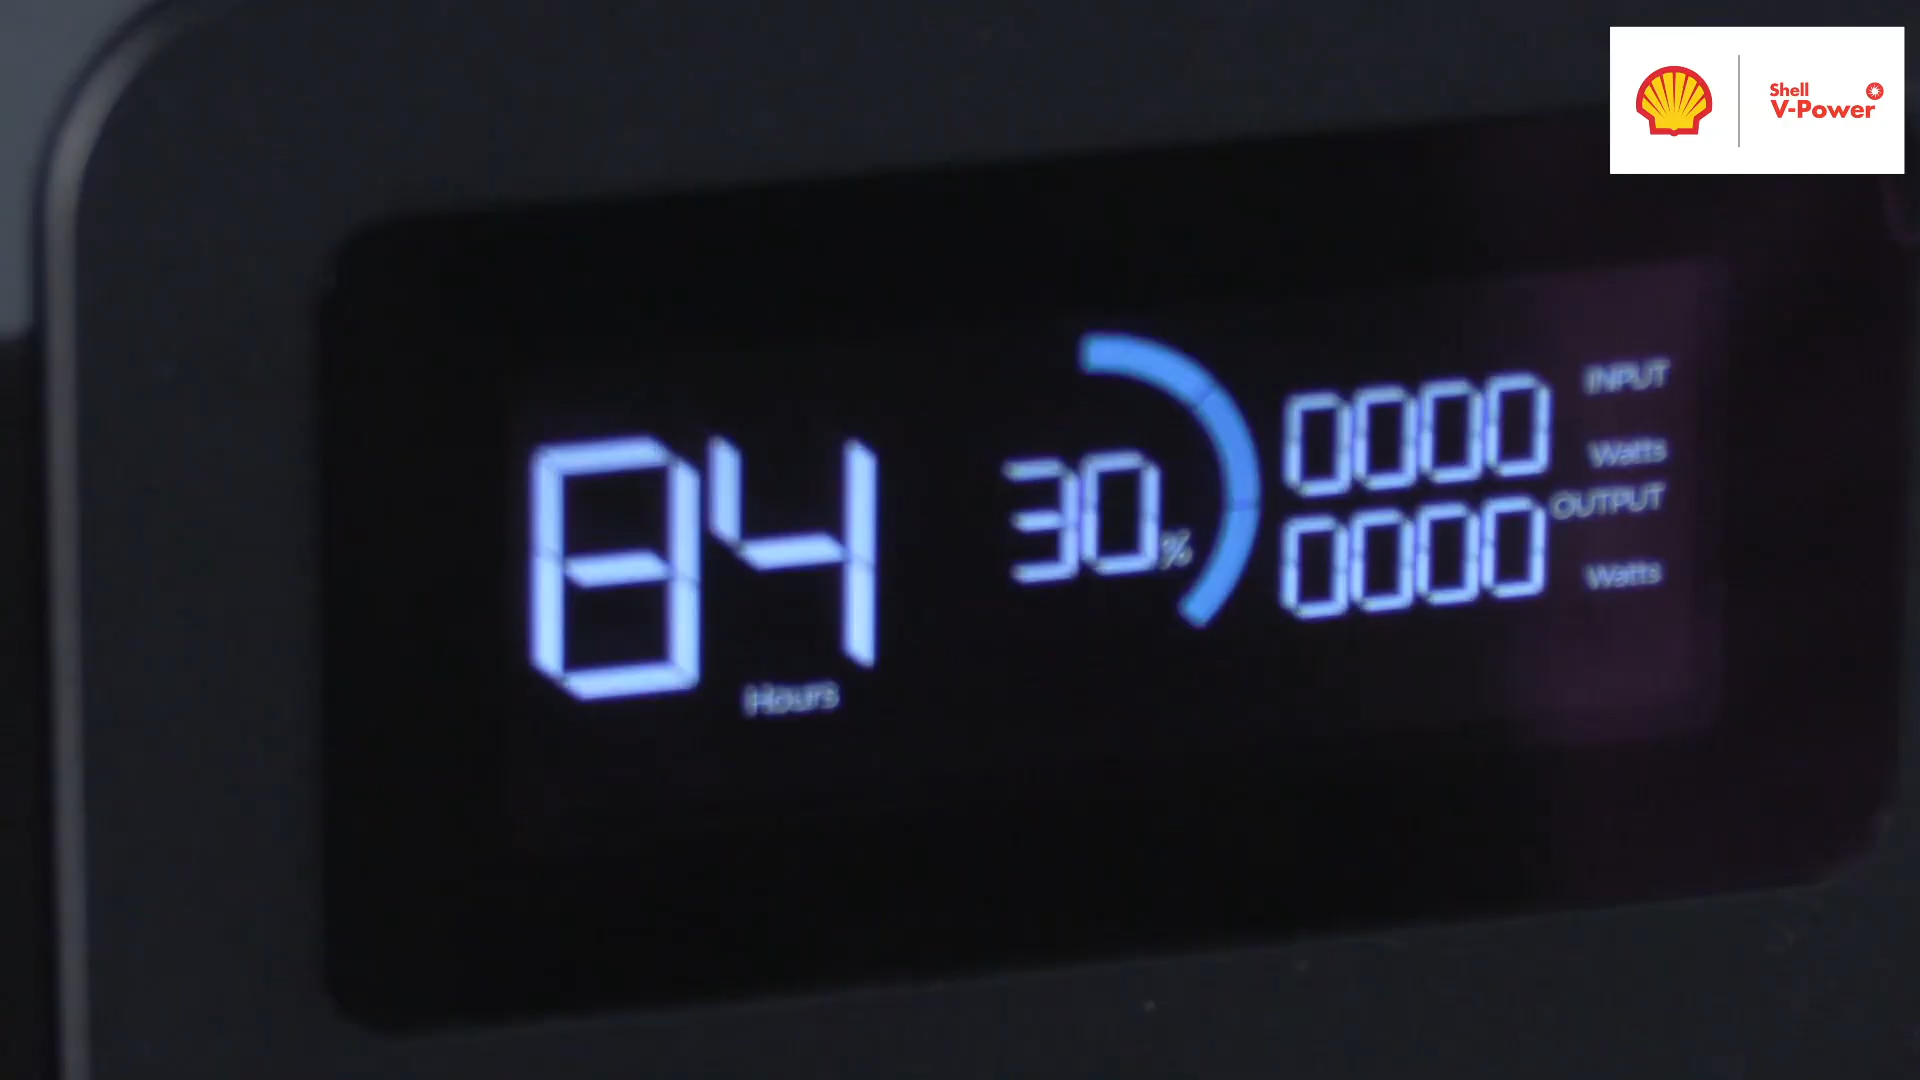 Shell
V-Power
84
Hours
30%
0000
INPUT
Watts
0000
OUTPUT
Watts